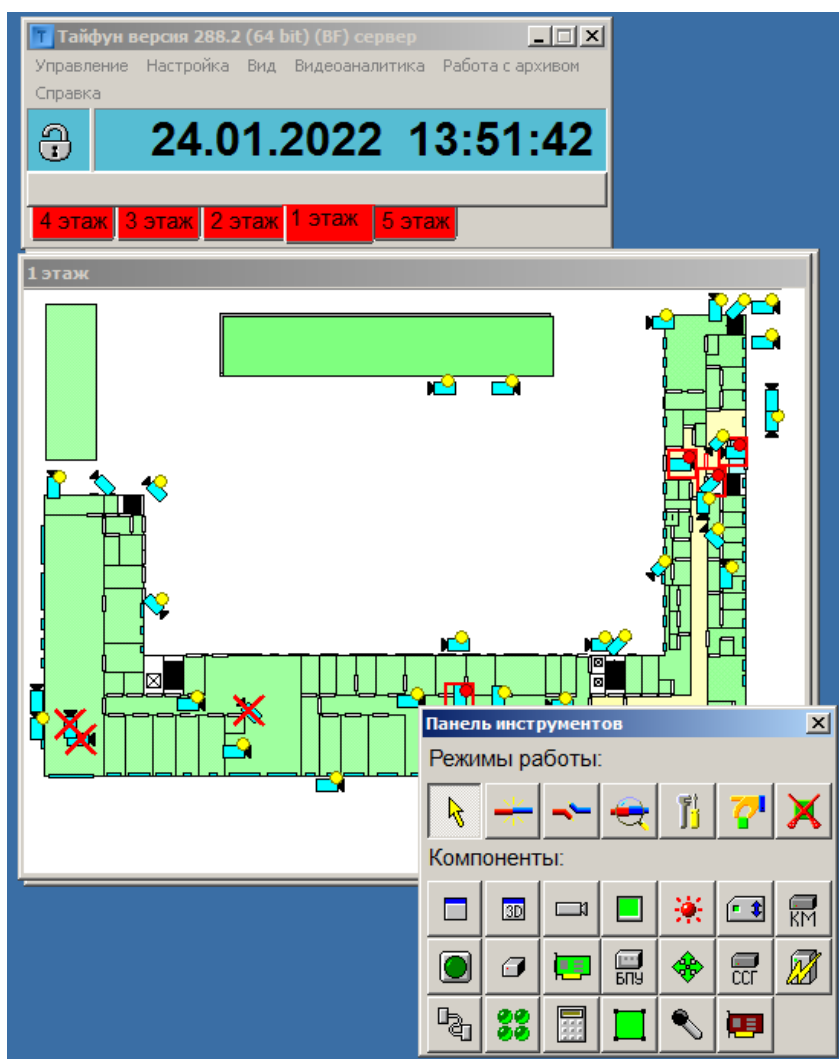 Тайфун версия 288.2 (64 bit) (BF) сервер
Управление Настройка Вид Видеоаналитика Работа с архивом
Справка
24.01.2022 13:51:42
4 этаж 3 этаж 2 этаж 1 этаж 5 этаж
1 этаж
Панель инструментов
Режимы работы:
Компоненты:
3D
КМ
БПУ
ССГ